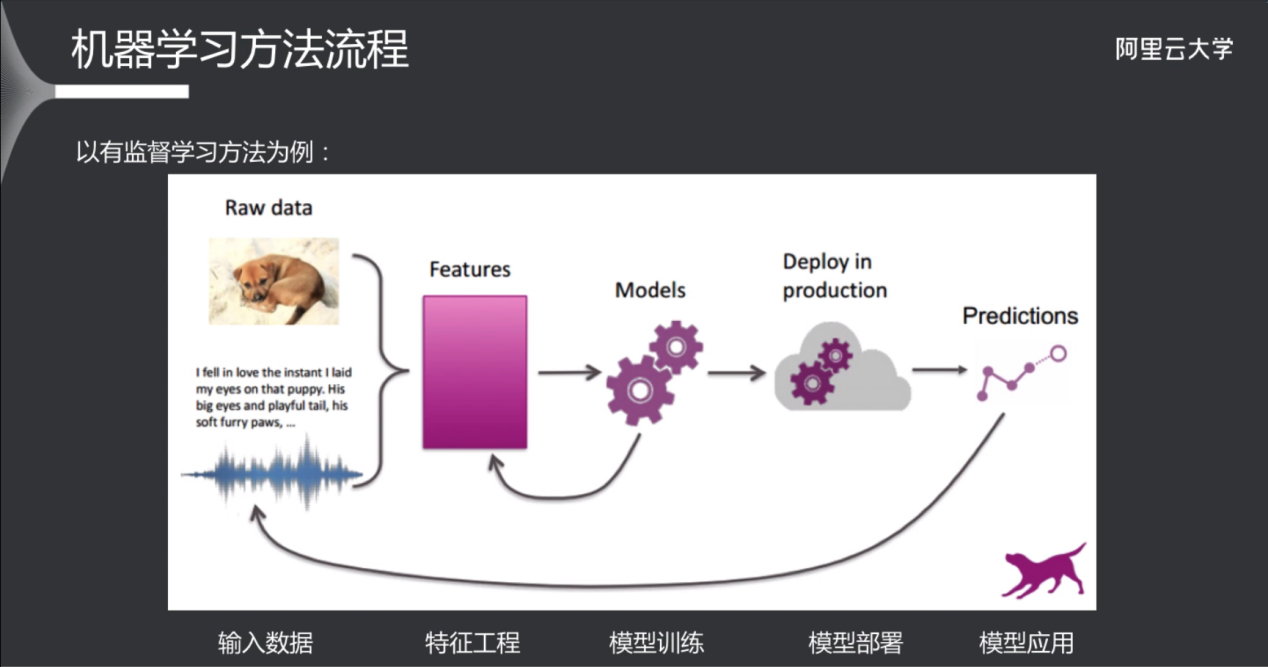 机器学习方法流程
阿里云大学
以有监督学习方法为例：
Raw data
Features
Models
Deploy in
production
Predictions
I fell in love the instant I laid
my eyes on that puppy. His
big eyes and playful tail, his
soft furry paws, ...
输入数据
特征工程
模型训练
模型部署
模型应用